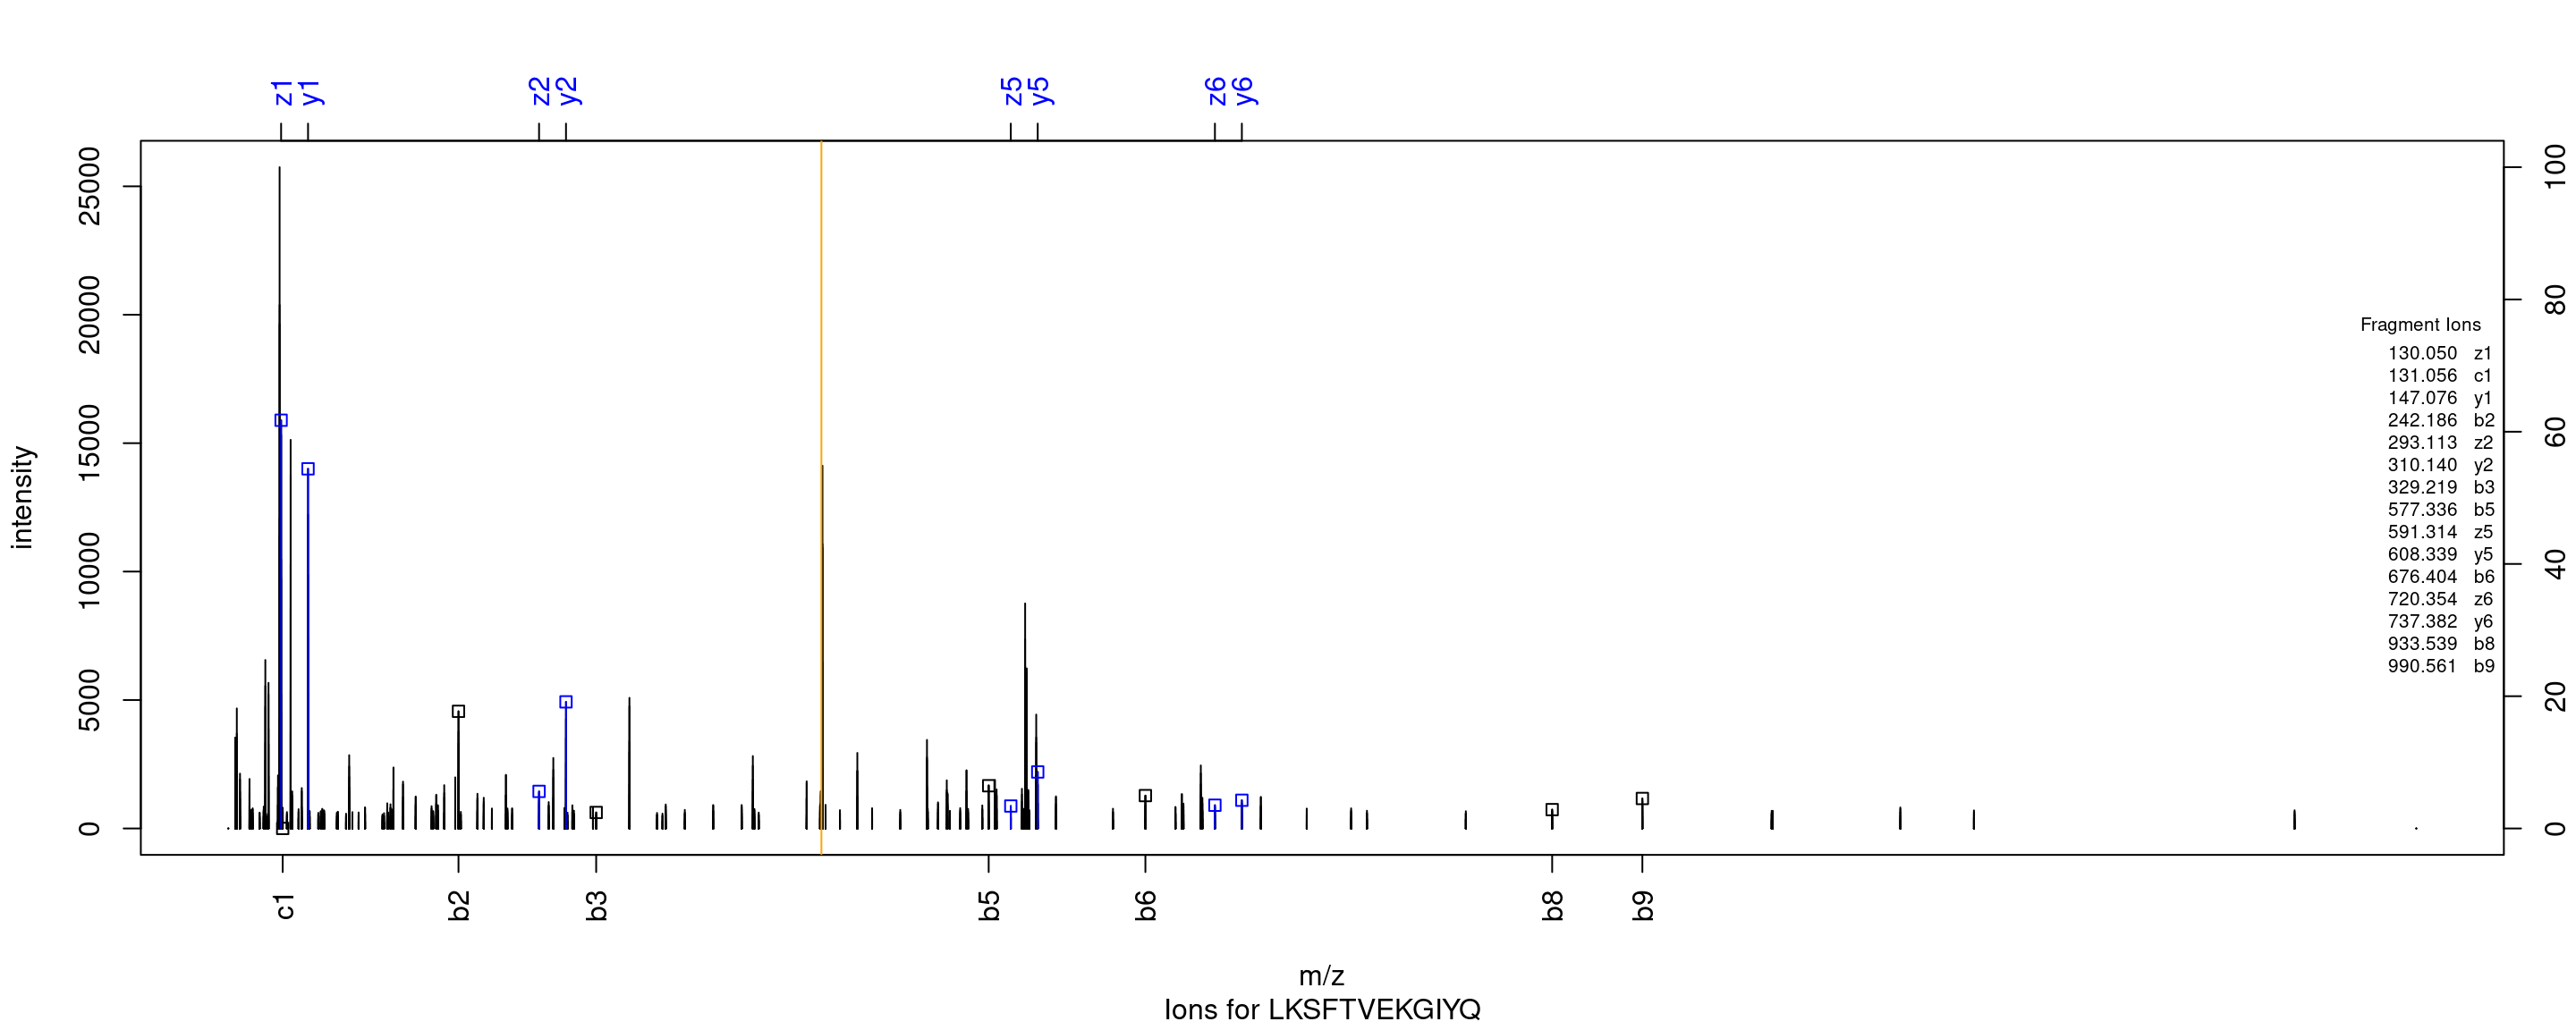 z1 y1 z2 y2 z5 y5 z6 y6
25000 20000 15000 10000 5000 0
intensity
100 80 60 40 20 0
Fragment Ions
130.050 z1
131.056 c1
147.076 y1
242.186 b2
293.113 z2
310.140 y2
329.219 b3
577.336 b5
591.314 z5
608.339 y5
676.404 b6
720.354 z6
737.382 y6
933.539 b8
990.561 b9
c1 b2 b3 b5 b6 b8 b9
m/z
Ions for LKSFTVEKGIYQ